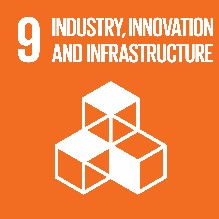 9 INDUSTRY, INNOVATION
AND INFRASTRUCTURE